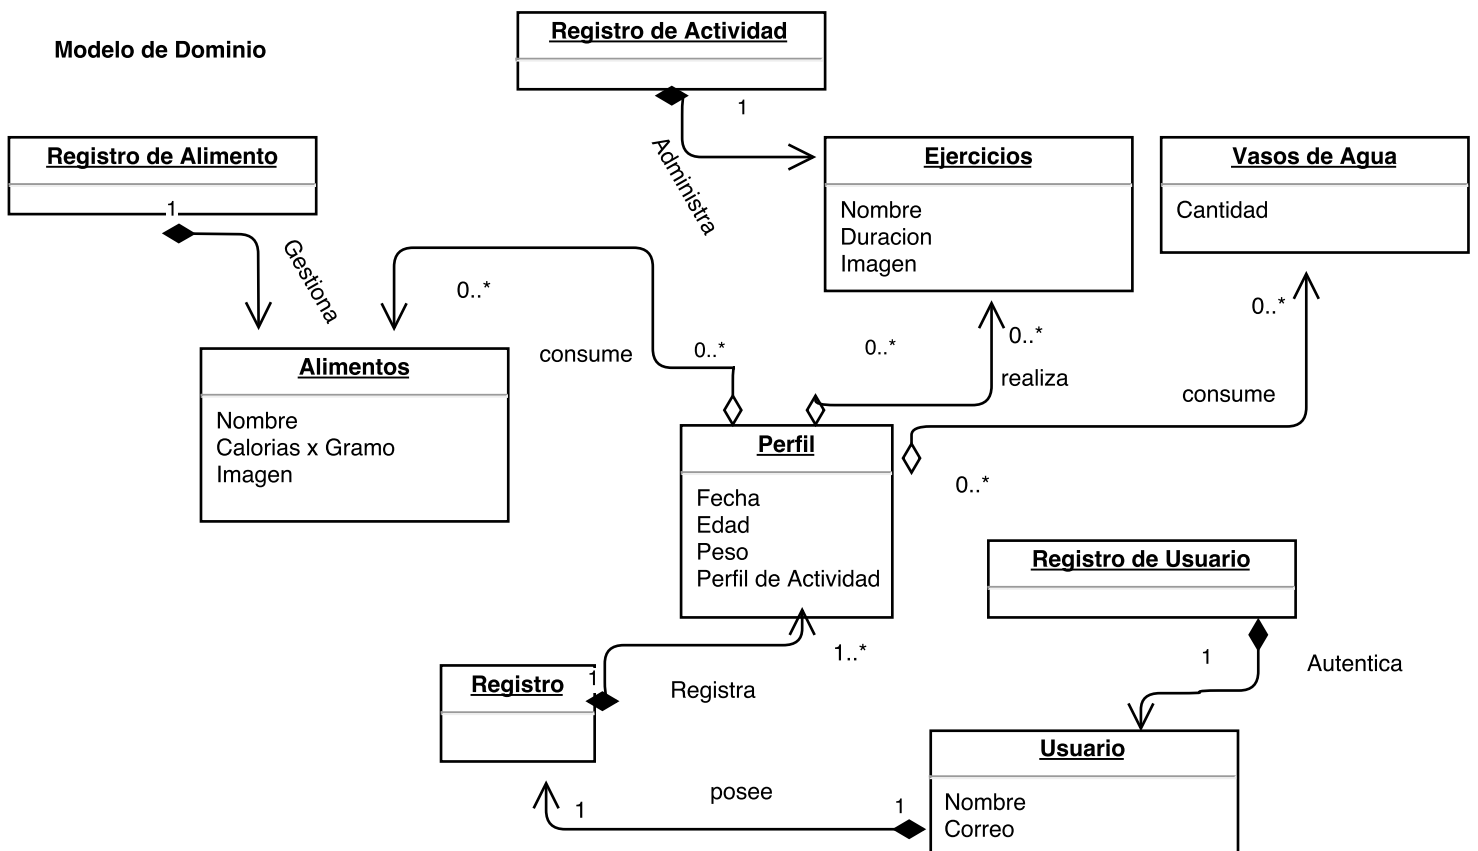 Modelo de Dominio
Registro de Actividad
1
Administra
Registro de Alimento
1
Gestiona
Ejercicios
Nombre
Duracion
Imagen
Vasos de Agua
Cantidad
0..*
consume
0..*
0..*
0..*
realiza
0..*
consume
0..*
Alimentos
Nombre
Calorias x Gramo
Imagen
Perfil
Fecha
Edad
Peso
Perfil de Actividad
Registro de Usuario
1
Autentica
1..*
Registra
1
Registro
Usuario
Nombre
Correo
posee
1
1